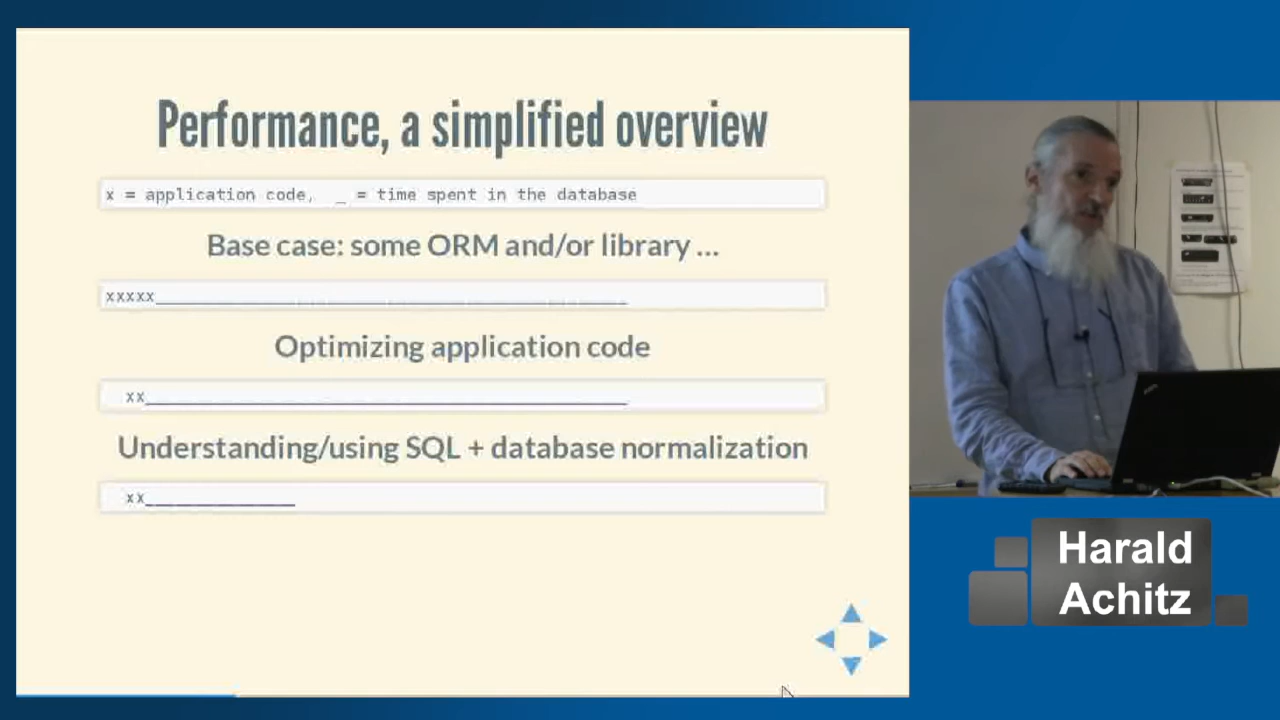 Performance, a simplified overview
x = application code,  _ = time spent in the database
Base case: some ORM and/or library ...
xxxxx_______________________________________________
Optimizing application code
xx________________________________________________
Understanding/using SQL + database normalization
xx_______________
Harald
Achitz